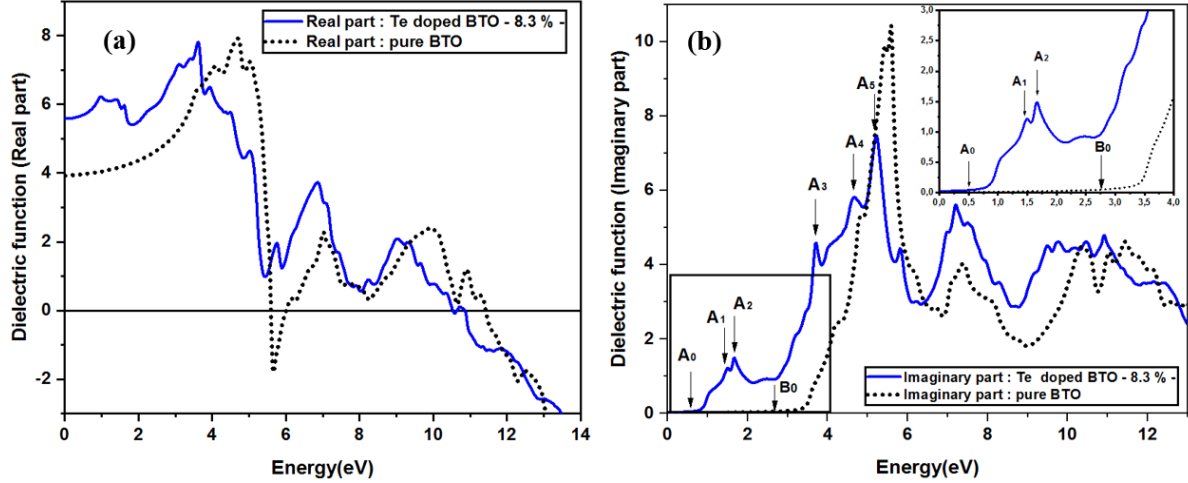 (a)
Real part : Te doped BTO - 8.3 % -
Real part : pure BTO
Dielectric function (Real part)
8
6
4
2
0
-2
0 2 4 6 8 10 12 14
Energy(eV)
(b)
Dielectric function (Imaginary part)
10
8
6
4
2
0
A0
A1
A2
B0
A3
A4
A5
Imaginary part : Te doped BTO - 8.3 % -
Imaginary part : pure BTO
0 2 4 6 8 10 12
Energy(eV)
3,0
2,5
2,0
1,5
1,0
0,5
0,0
A0
A1
A2
B0
0,0 0,5 1,0 1,5 2,0 2,5 3,0 3,5 4,0